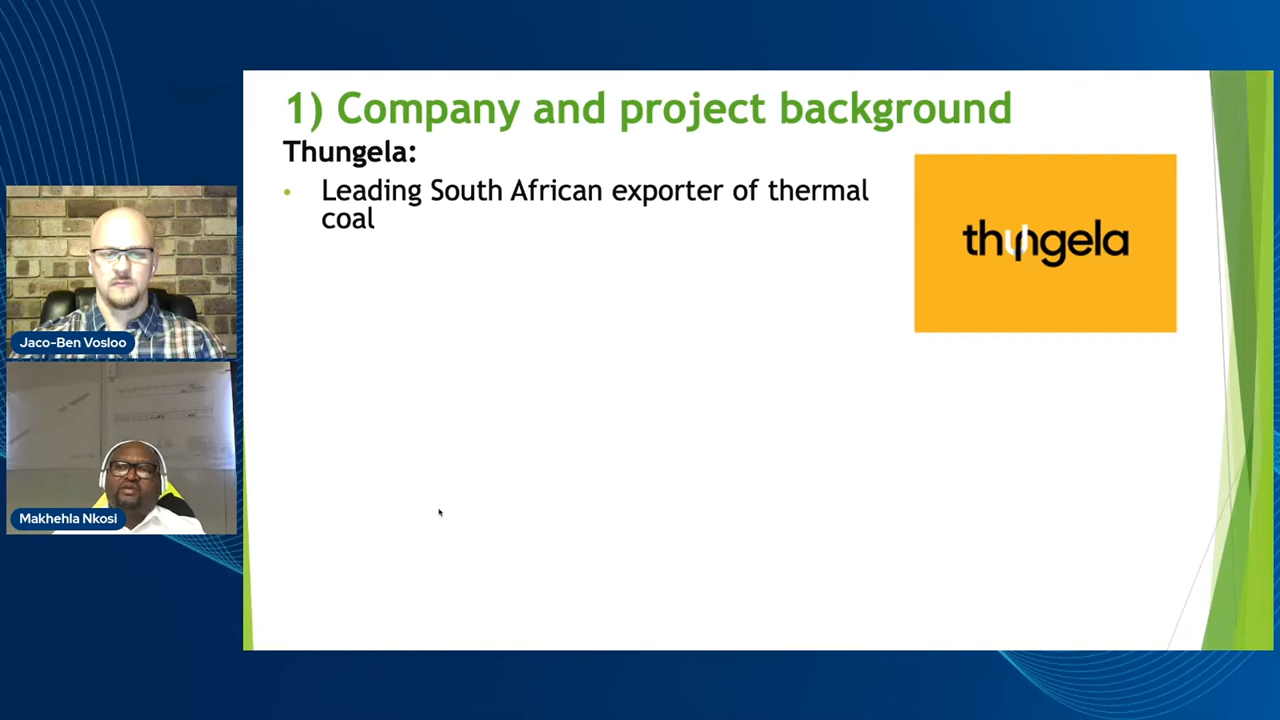 1) Company and project background
Thungela:
• Leading South African exporter of thermal
coal
thungela
Jaco-Ben Vosloo
Makhehla Nkosi